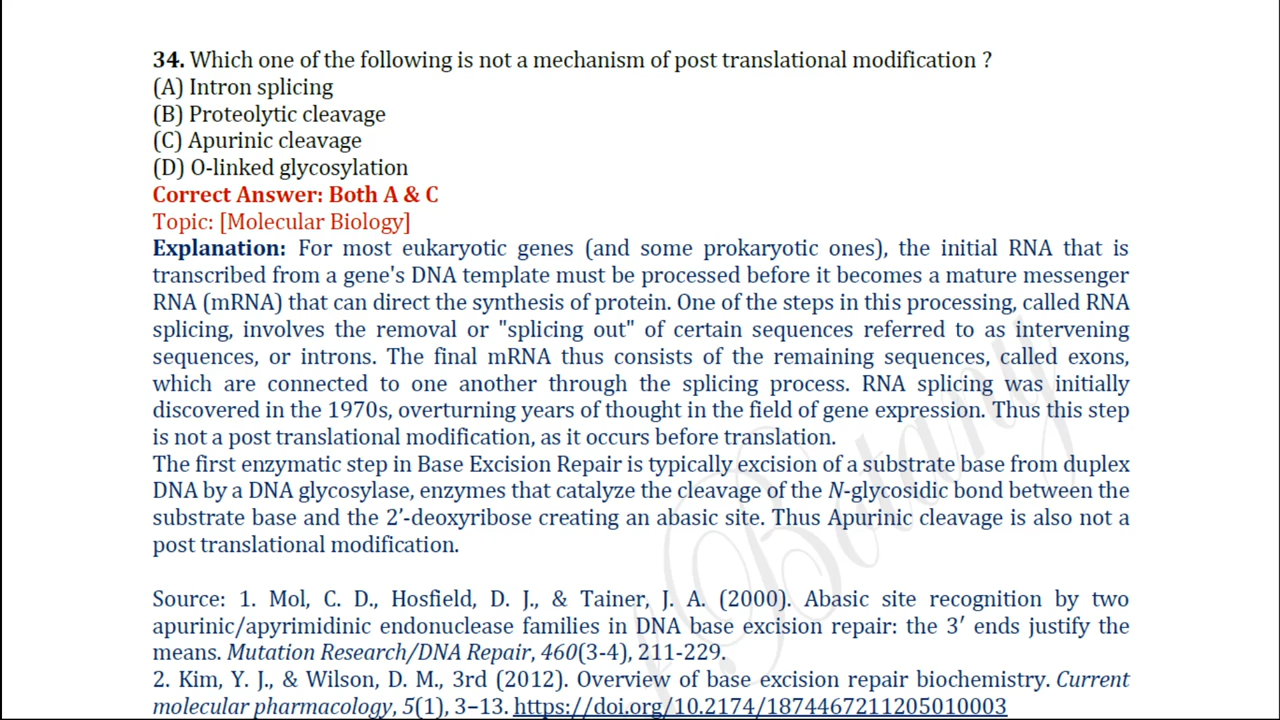 34. Which one of the following is not a mechanism of post translational modification ?
(A) Intron splicing
(B) Proteolytic cleavage
(C) Apurinic cleavage
(D) O-linked glycosylation
Correct Answer: Both A & C
Topic: [Molecular Biology]
Explanation: For most eukaryotic genes (and some prokaryotic ones), the initial RNA that is
transcribed from a gene's DNA template must be processed before it becomes a mature messenger
RNA (mRNA) that can direct the synthesis of protein. One of the steps in this processing, called RNA
splicing, involves the removal or "splicing out" of certain sequences referred to as intervening
sequences, or introns. The final mRNA thus consists of the remaining sequences, called exons,
which are connected to one another through the splicing process. RNA splicing was initially
discovered in the 1970s, overturning years of thought in the field of gene expression. Thus this step
is not a post translational modification, as it occurs before translation.
The first enzymatic step in Base Excision Repair is typically excision of a substrate base from duplex
DNA by a DNA glycosylase, enzymes that catalyze the cleavage of the N-glycosidic bond between the
substrate base and the 2′-deoxyribose creating an abasic site. Thus Apurinic cleavage is also not a
post translational modification.
Source: 1. Mol, C. D., Hosfield, D. J., & Tainer, J. A. (2000). Abasic site recognition by two
apurinic/apyrimidinic endonuclease families in DNA base excision repair: the 3′ ends justify the
means. Mutation Research/DNA Repair, 460(3-4), 211-229.
2. Kim, Y. J., & Wilson, D. M., 3rd (2012). Overview of base excision repair biochemistry. Current
molecular pharmacology, 5(1), 3–13. https://doi.org/10.2174/1874467211205010003
Botany